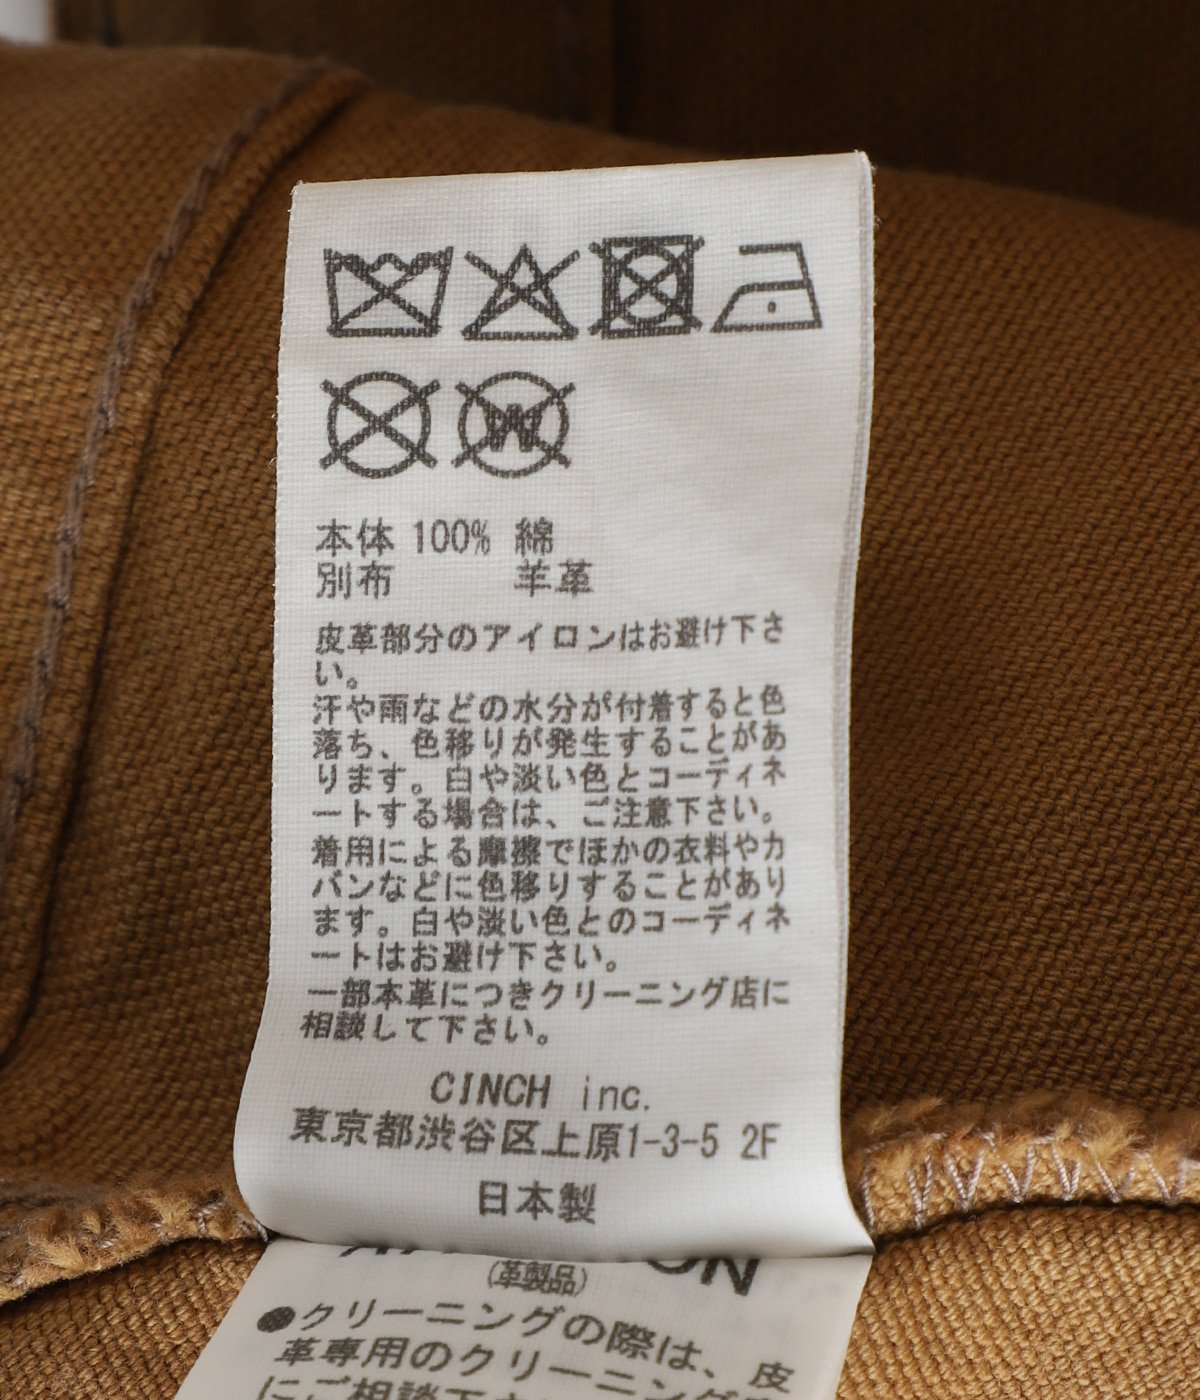 本体 100% 綿
別布 羊革
皮革部分のアイロンはお避け下さ
い。
汗や雨などの水分が付着すると色
落ち、色移りが発生することがあ
ります。白や淡い色とコーディネ
ートする場合は、ご注意下さい。
着用による摩擦でほかの衣料やカ
バンなどに色移りすることがあり
ます。白や淡い色とのコーディネ
ートはお避け下さい。
一部本革につきクリーニング店に
相談して下さい。
CINCH inc.
東京都渋谷区上原1-3-5 2F
日本製
(革製品)
●クリーニングの際は、皮
革専用のクリーニング
にご相談下さ